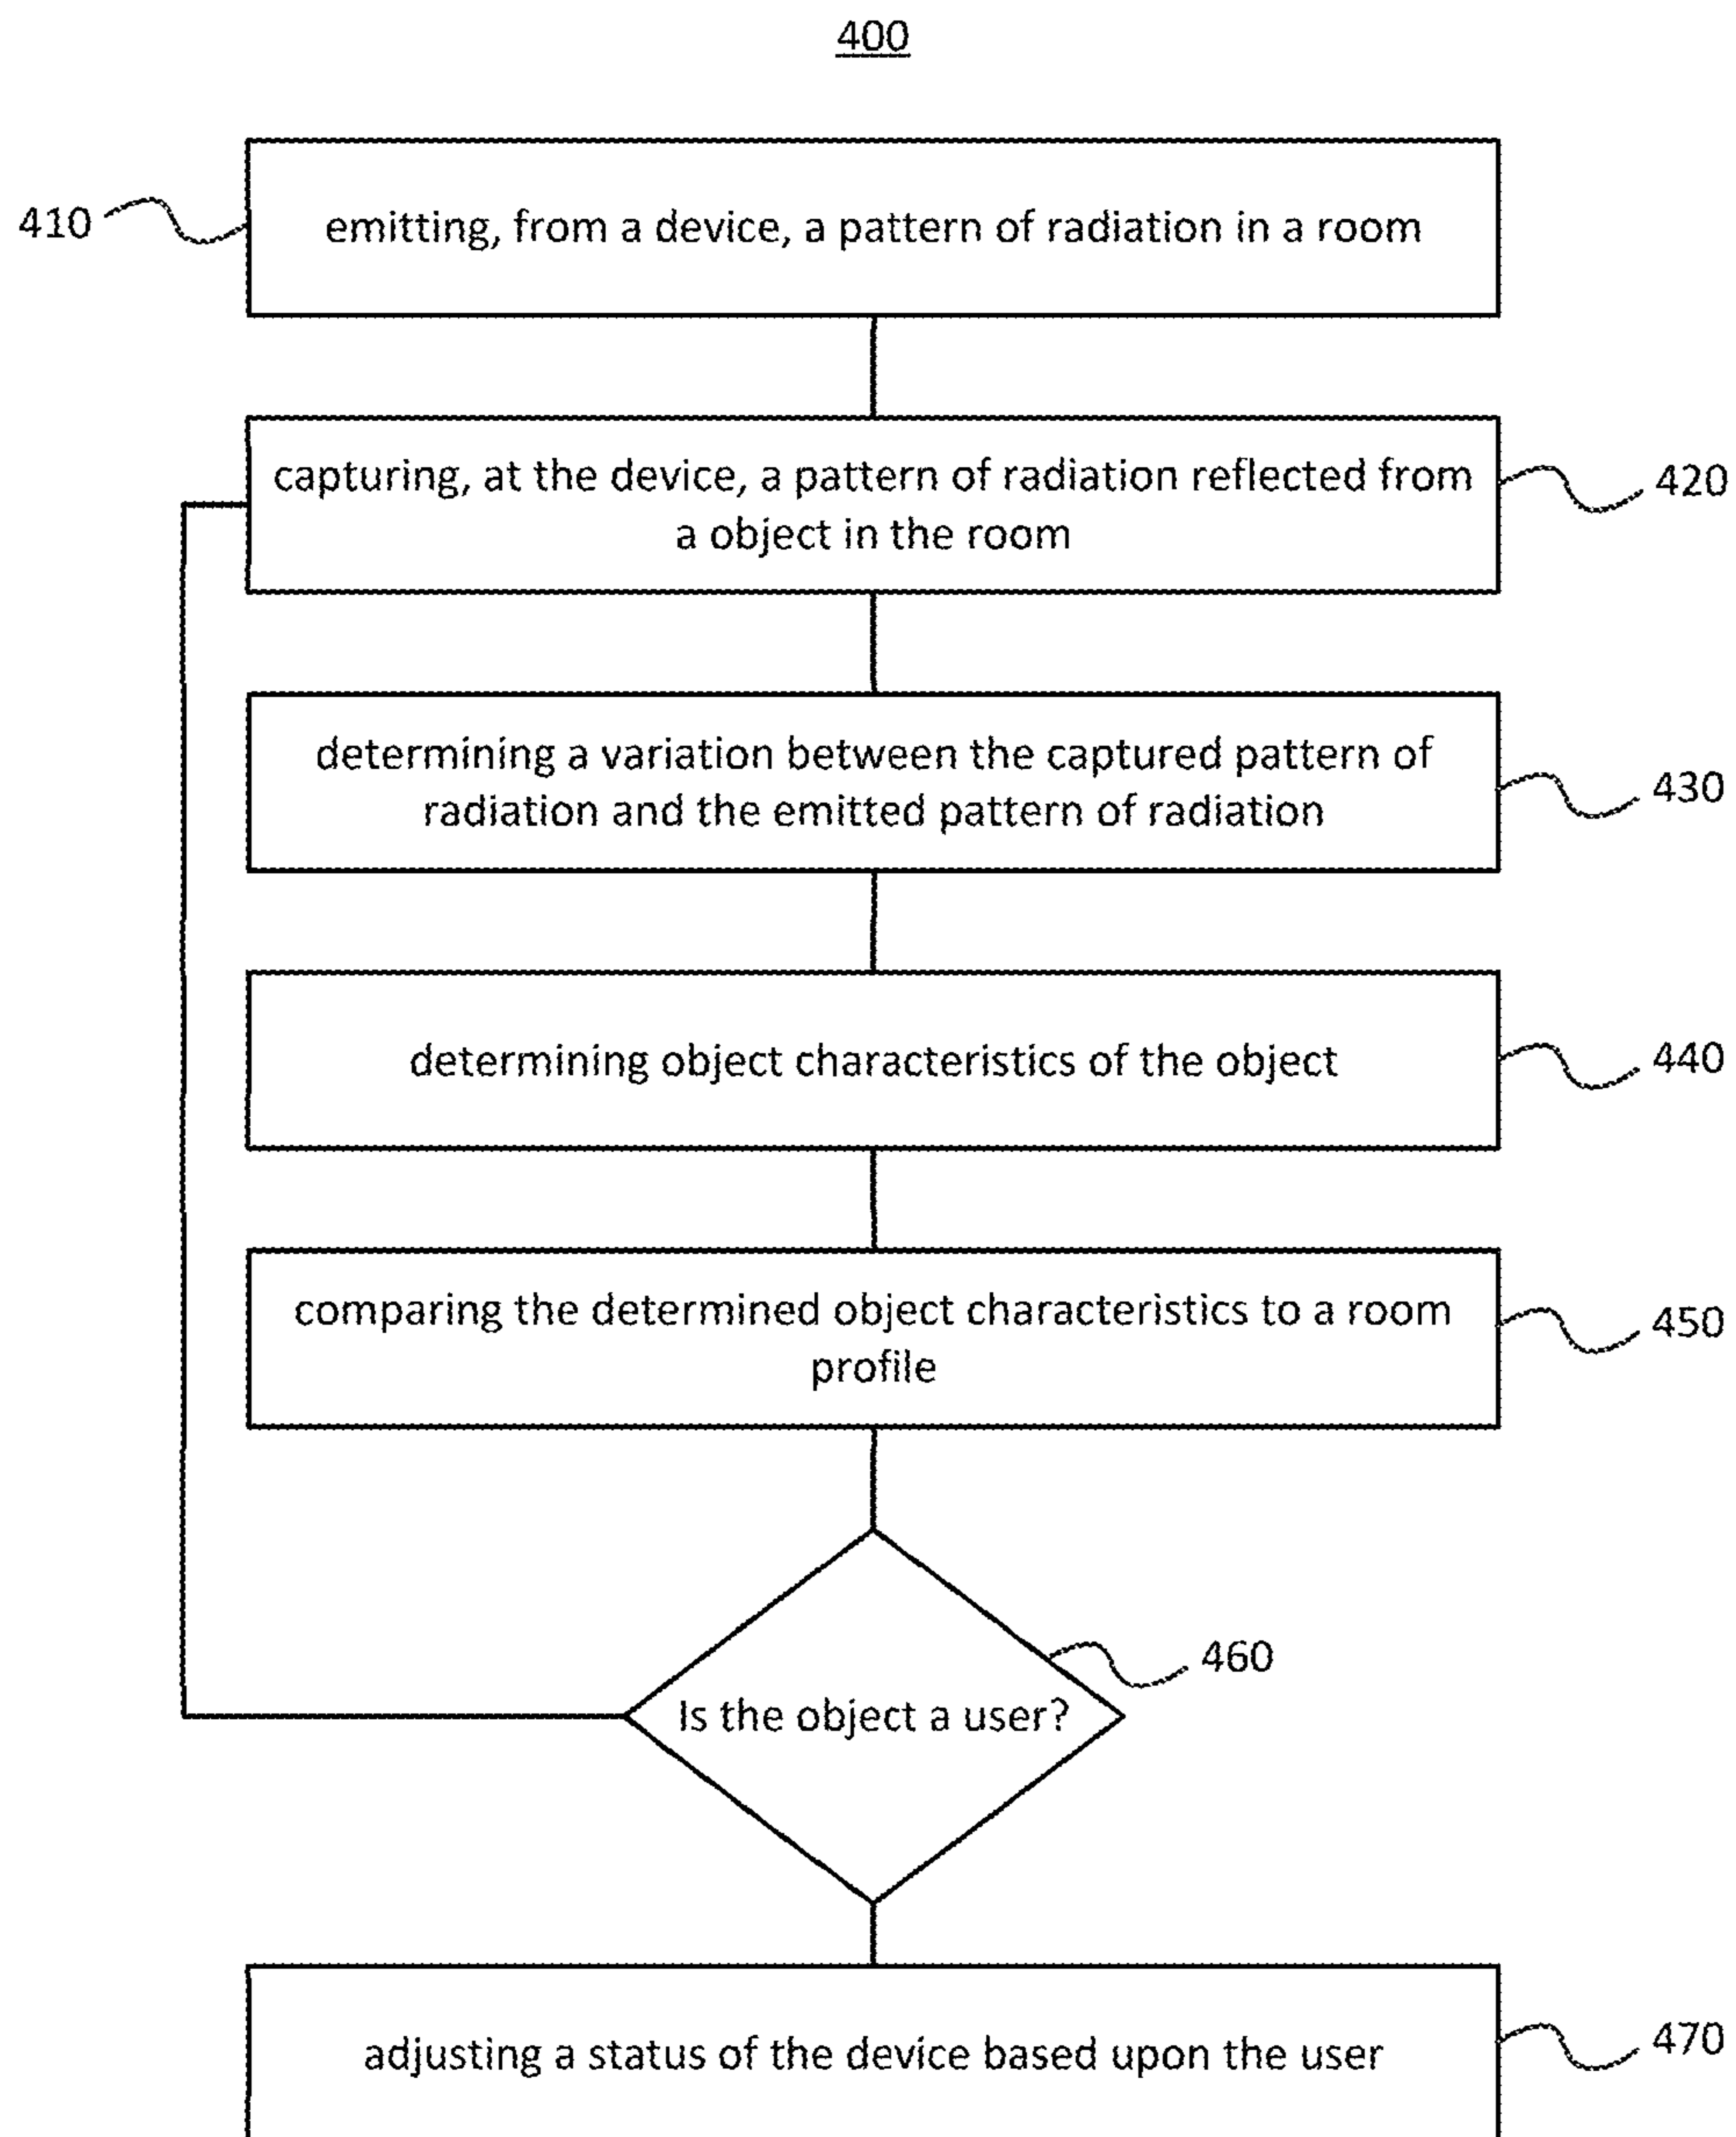 400
410
emitting, from a device, a pattern of radiation in a room
capturing, at the device, a pattern of radiation reflected from
a object in the room
420
determining a variation between the captured pattern of
radiation and the emitted pattern of radiation
430
determining object characteristics of the object
440
comparing the determined object characteristics to a room
profile
450
460
Is the object a user?
adjusting a status of the device based upon the user
470